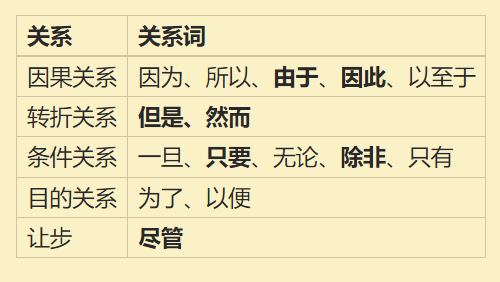 关系 关系词
因果关系 因为、所以、由于、因此、以至于
转折关系 但是、然而
条件关系 一旦、只要、无论、除非、只有
目的关系 为了、以便
让步 尽管